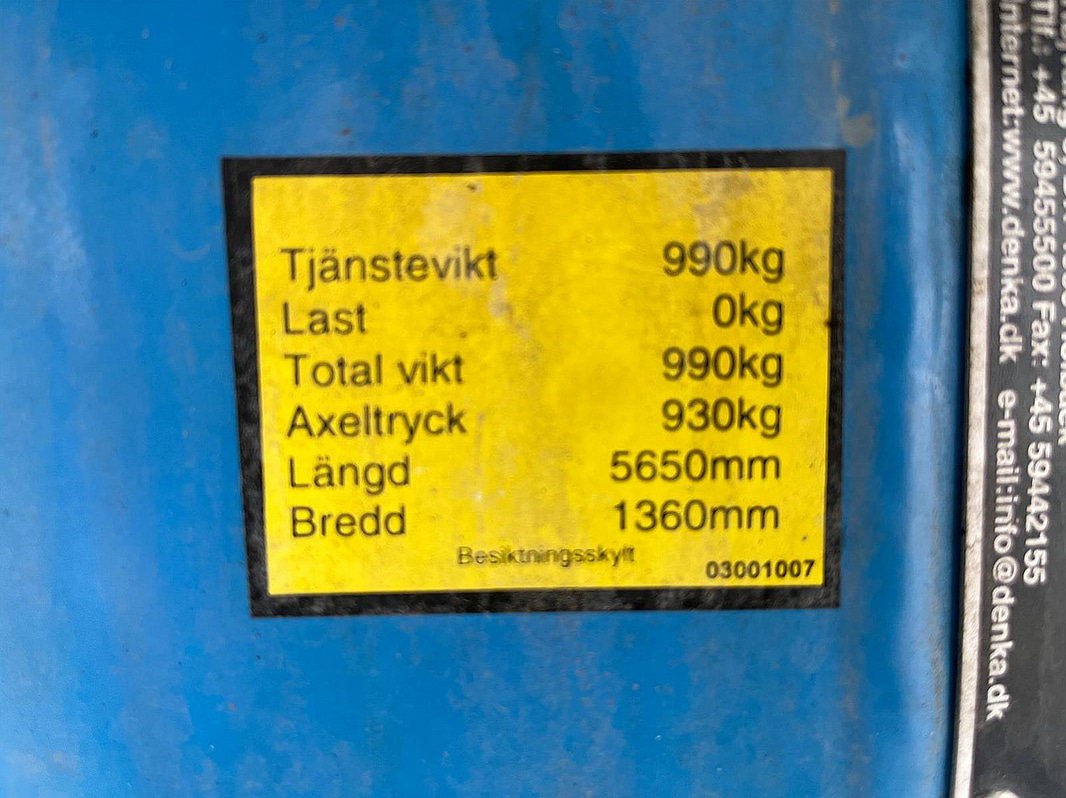 Tjänstevikt 990kg
Last 0kg
Total vikt 990kg
Axeltryck 930kg
Längd 5650mm
Bredd 1360mm
Besiktningsskylt
03001007
+45 59455500 Fax: +45 59442155
Internet:www.denka.dk e-mail:info@denka.dk